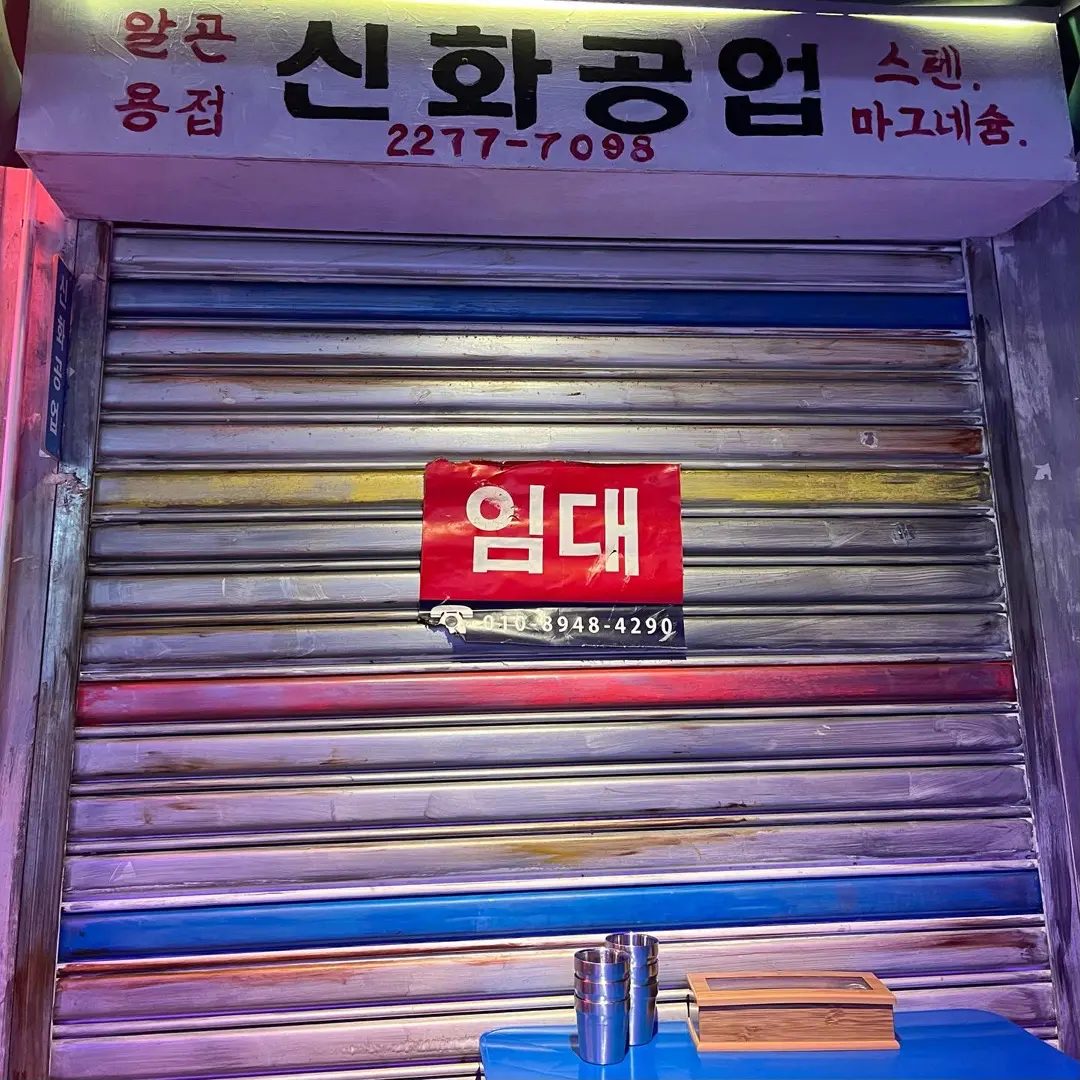 알곤
용접
신화공업
2277-7098
스텐.
마그네슘.
임대
010-8948-4290